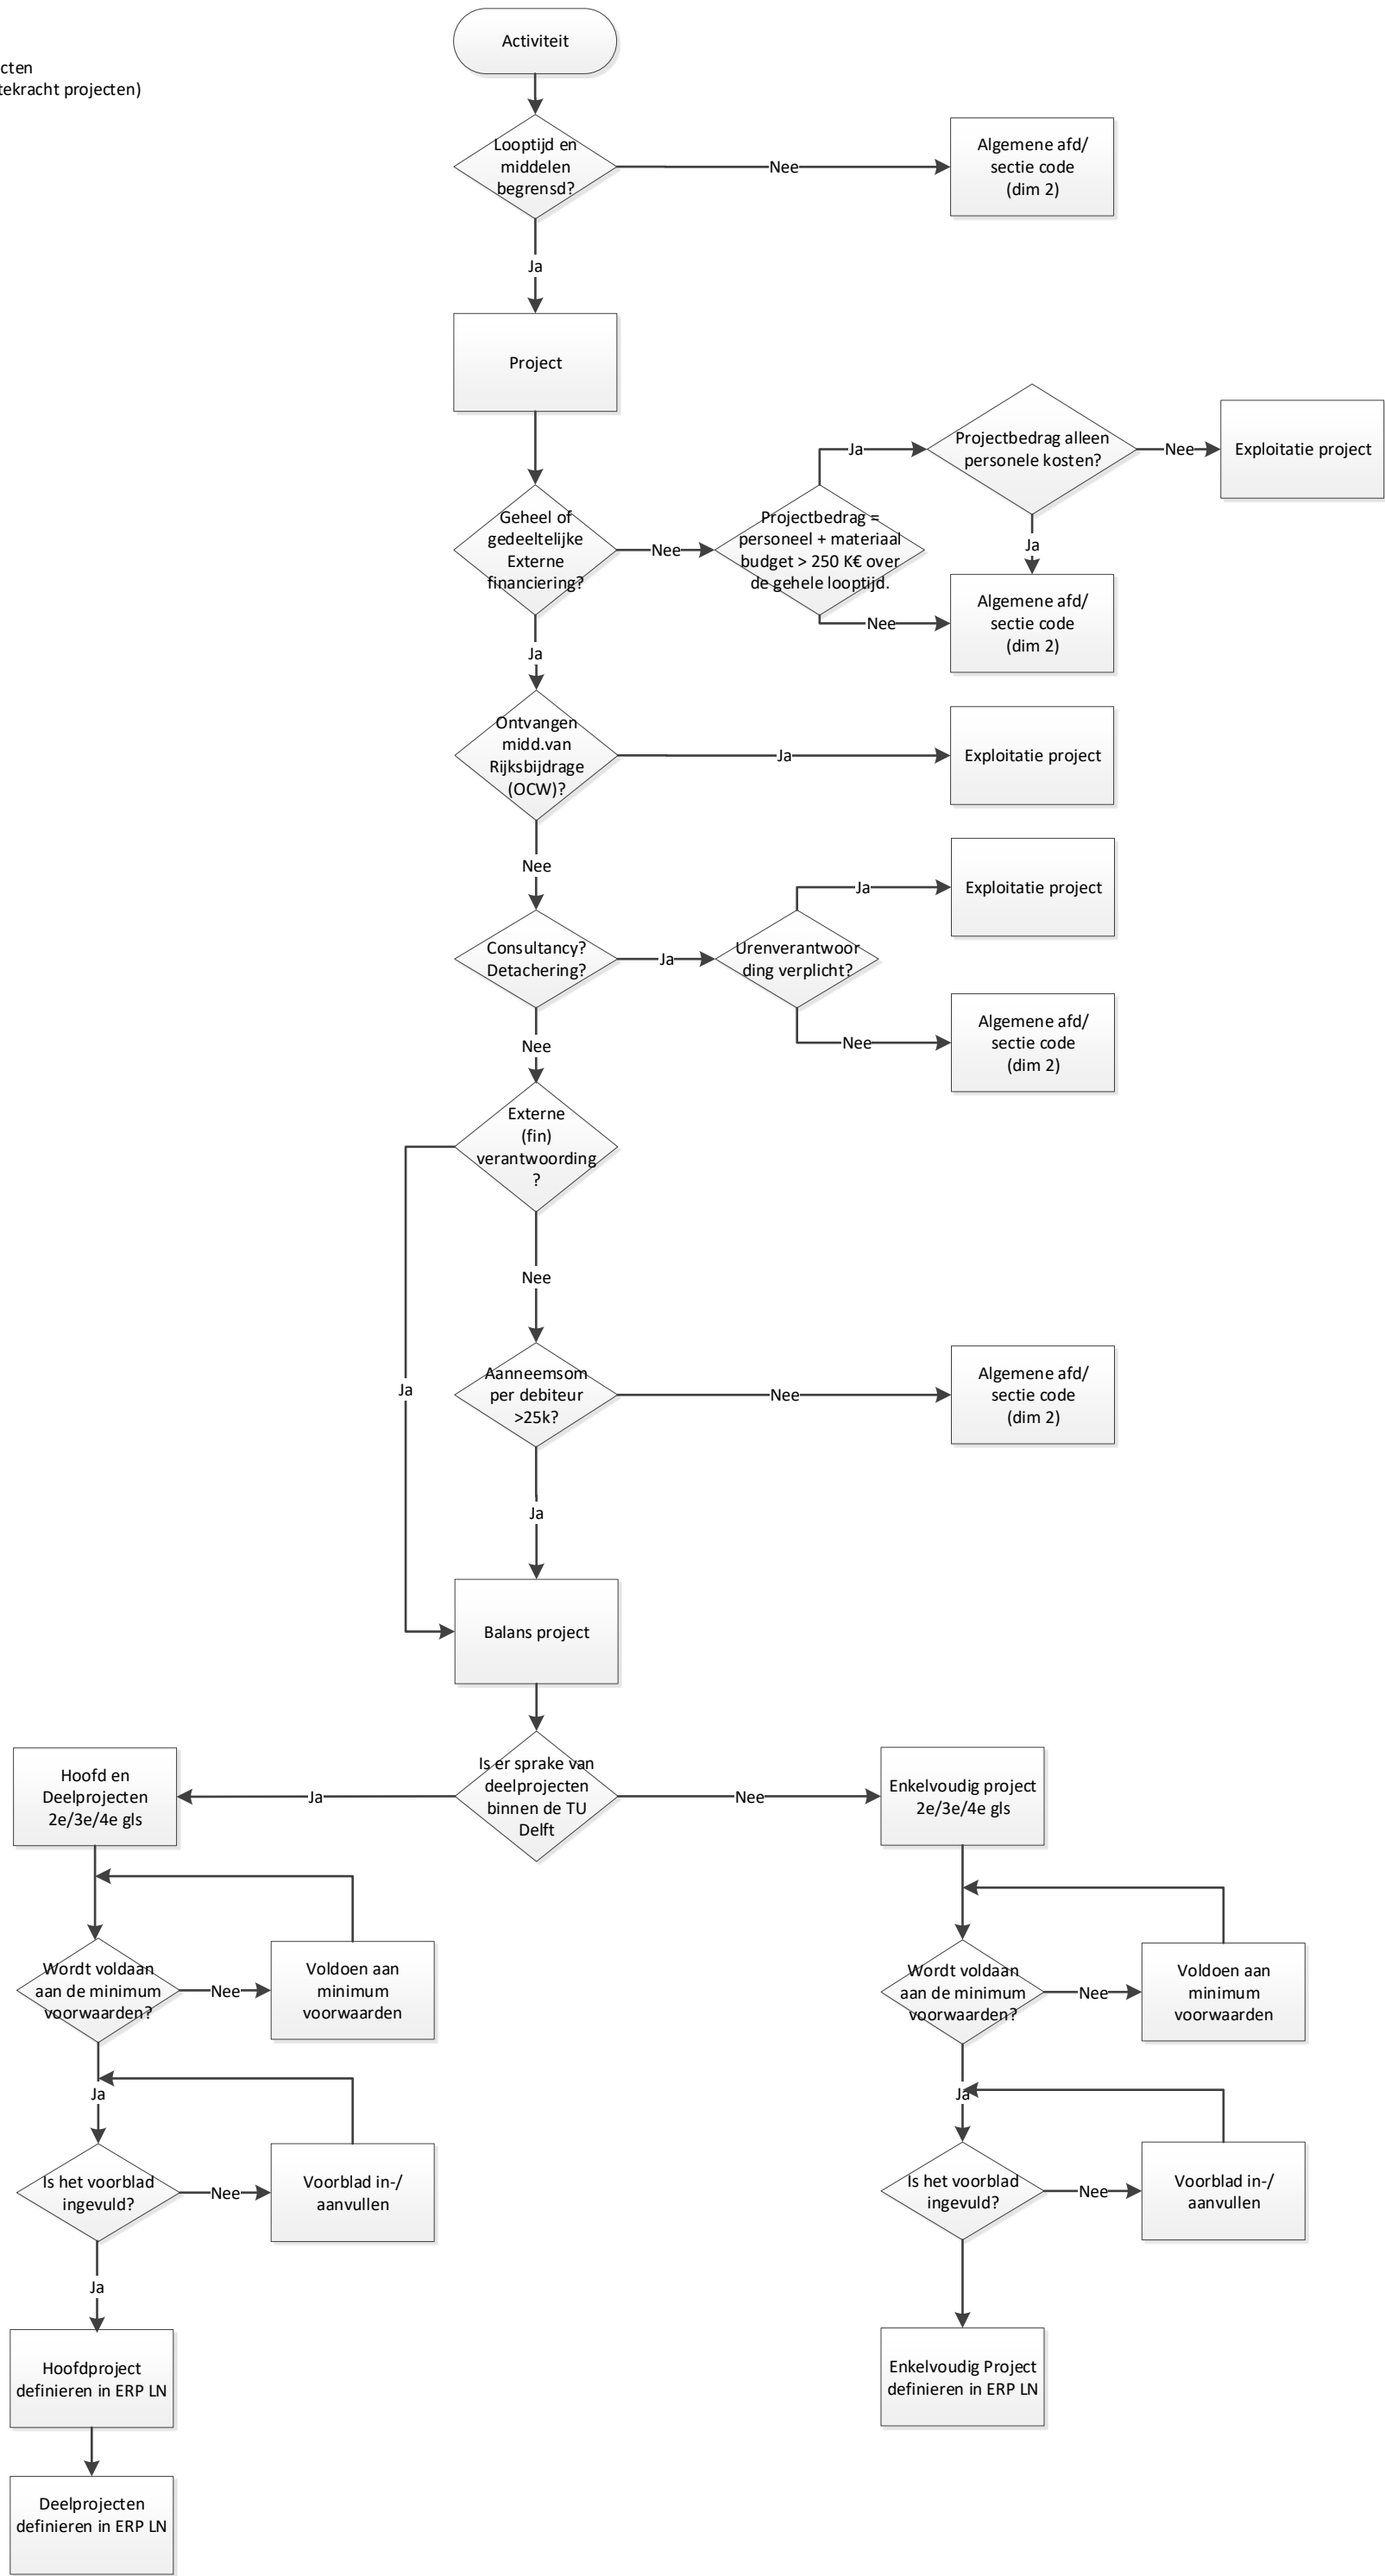 Activiteit
cten
tekracht projecten)
Looptijd en
middelen
begrensd?
Nee
Algemene afd/
sectie code
(dim 2)
Ja
Project
Geheel of
gedeeltelijke
Externe
financiering?
Nee
Projectbedrag =
personeel + materiaal
budget > 250 K€ over
de gehele looptijd.
Ja
Projectbedrag alleen
personele kosten?
Nee
Exploitatie project
Ja
Nee
Algemene afd/
sectie code
(dim 2)
Ja
Ontvangen
midd.van
Rijksbijdrage
(OCW)?
Ja
Exploitatie project
Nee
Consultancy?
Detachering?
Ja
Urenverantwoor
ding verplicht?
Ja
Exploitatie project
Nee
Algemene afd/
sectie code
(dim 2)
Nee
Externe
(fin)
verantwoording
?
Nee
Ja
Aanneemsom
per debiteur
>25k?
Nee
Algemene afd/
sectie code
(dim 2)
Ja
Balans project
Is er sprake van
deelprojecten
binnen de TU
Delft
Ja
Hoofd en
Deelprojecten
2e/3e/4e gls
Nee
Enkelvoudig project
2e/3e/4e gls
Wordt voldaan
aan de minimum
voorwaarden?
Nee
Voldoen aan
minimum
voorwaarden
Wordt voldaan
aan de minimum
voorwaarden?
Nee
Voldoen aan
minimum
voorwaarden
Ja
Ja
Is het voorblad
ingevuld?
Nee
Voorblad in-/
aanvullen
Is het voorblad
ingevuld?
Nee
Voorblad in-/
aanvullen
Ja
Hoofdproject
definieren in ERP LN
Enkelvoudig Project
definieren in ERP LN
Deelprojecten
definieren in ERP LN